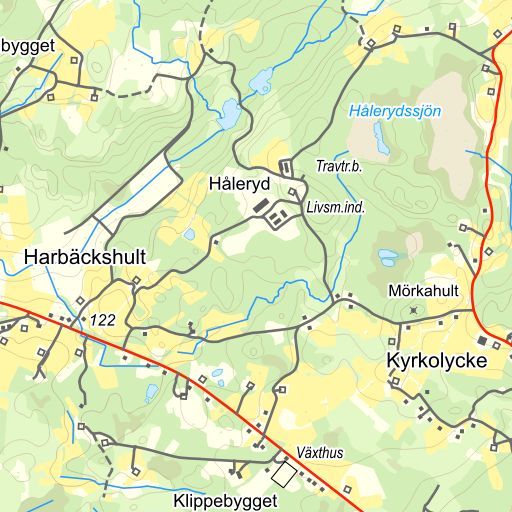 bygget
Hålerydssjön
Travtr.b.
Håleryd
Livsm.ind.
Harbäckshult
Mörkahult
122
Kyrkolycke
Växthus
Klippebygget